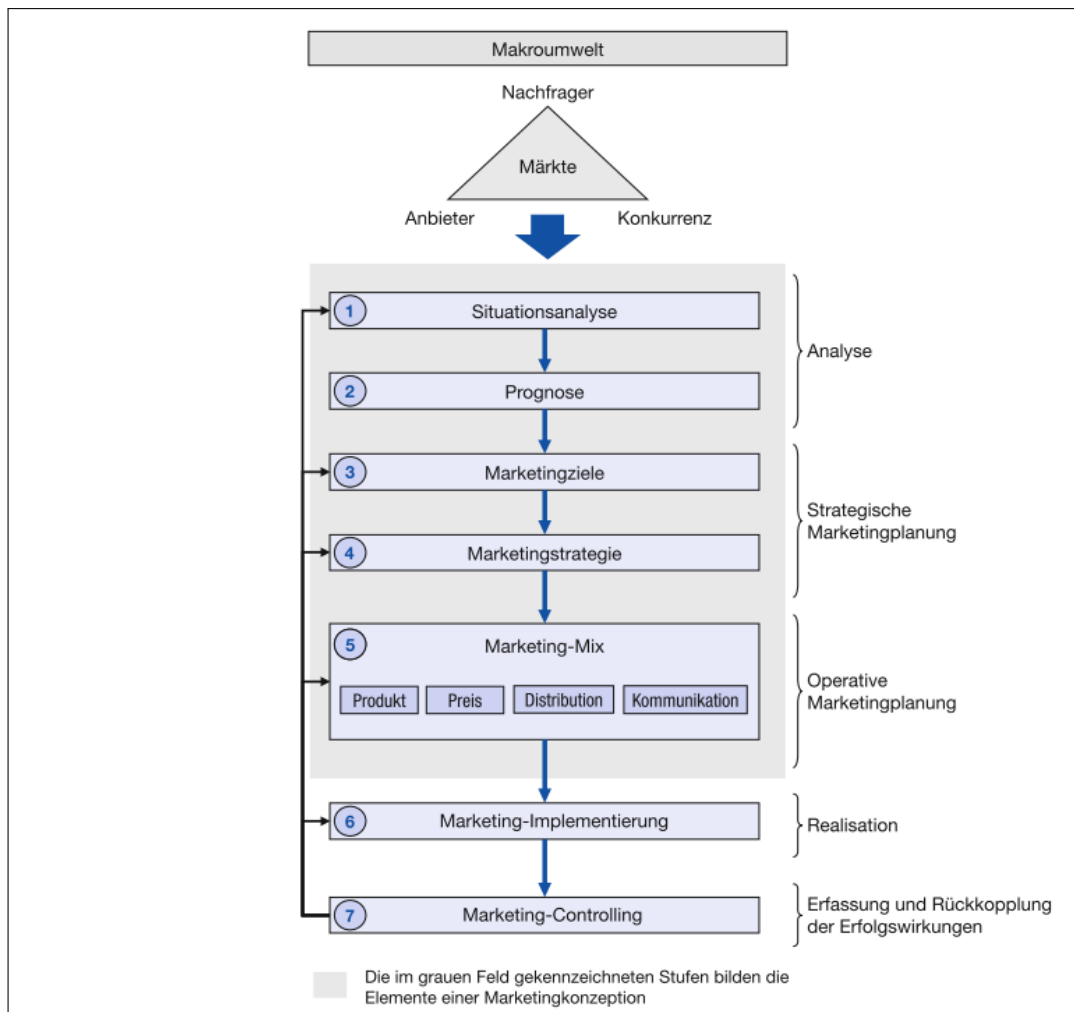 Makroumwelt
Nachfrager
Märkte
Anbieter
Konkurrenz
1
Situationsanalyse
Analyse
2
Prognose
3
Marketingziele
Strategische
Marketingplanung
4
Marketingstrategie
5
Marketing-Mix
Produkt
Preis
Distribution
Kommunikation
Operative
Marketingplanung
6
Marketing-Implementierung
Realisation
7
Marketing-Controlling
Erfassung und Rückkopplung
der Erfolgswirkungen
Die im grauen Feld gekennzeichneten Stufen bilden die
Elemente einer Marketingkonzeption